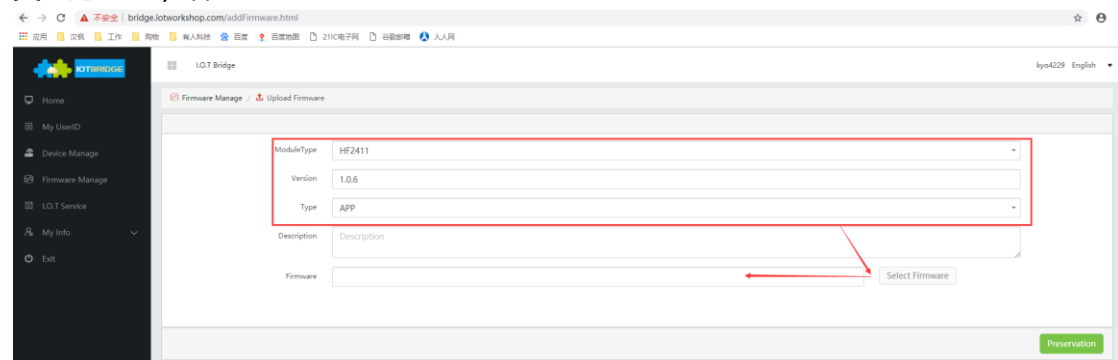 不安全 | bridge.iotworkshop.com/addFirmware.html
应用 汉枫 工作 购物 有人科技 百度 百度地图 21IC电子网 谷歌邮箱 人人网
IOTBRIDGE
I.O.T Bridge
kyo4229 English
Home
Firmware Manage / Upload Firmware
My UserID
Device Manage
Firmware Manage
I.O.T Service
My Info
Exit
ModuleType HF2411
Version 1.0.6
Type APP
Description Description
Firmware Select Firmware
Preservation